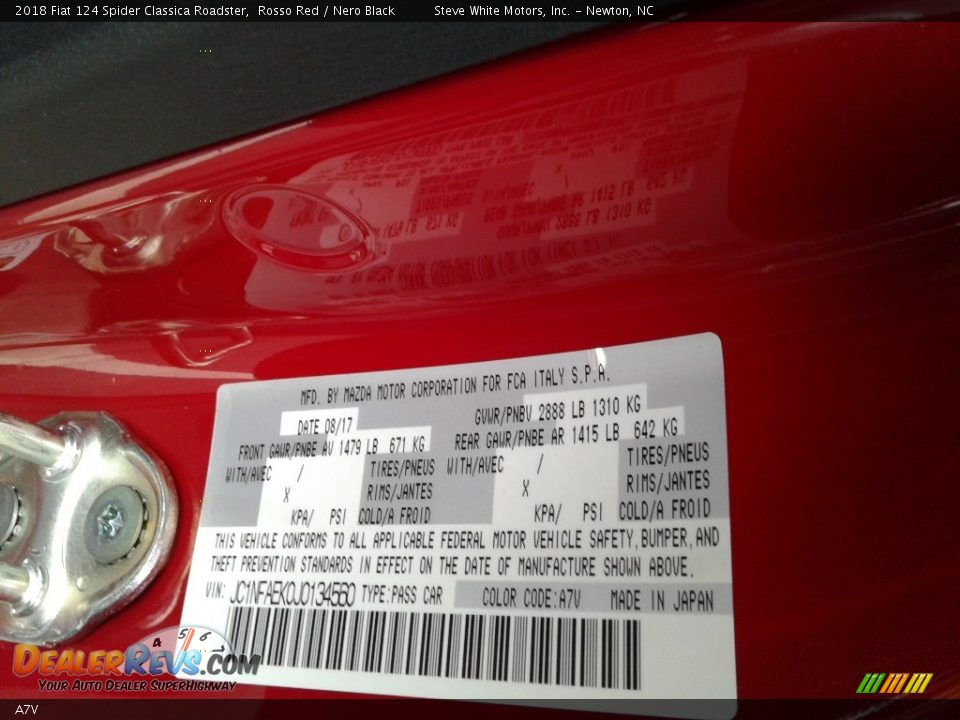 2018 Fiat 124 Spider Classica Roadster,  Rosso Red / Nero Black     Steve White Motors, Inc. - Newton, NC
MFD. BY MAZDA MOTOR CORPORATION FOR FCA ITALY S.P.A.
DATE 08/17  GVWR/PNBV 2888 LB 1310 KG
FRONT GAWR/PNBE AV 1479 LB 671 KG  REAR GAWR/PNBE AR 1415 LB 642 KG
WITH/AVEC / TIRES/PNEUS  WITH/AVEC / TIRES/PNEUS
X RIMS/JANTES  X RIMS/JANTES
KPA/ PSI COLD/A FROID  KPA/ PSI COLD/A FROID
THIS VEHICLE CONFORMS TO ALL APPLICABLE FEDERAL MOTOR VEHICLE SAFETY, BUMPER, AND
THEFT PREVENTION STANDARDS IN EFFECT ON THE DATE OF MANUFACTURE SHOWN ABOVE.
VIN: JC1NFAEK0J0134560 TYPE:PASS CAR  COLOR CODE:A7V  MADE IN JAPAN
4 5 6
DEALERREVS.COM
YOUR AUTO DEALER SUPERHIGHWAY
A7V